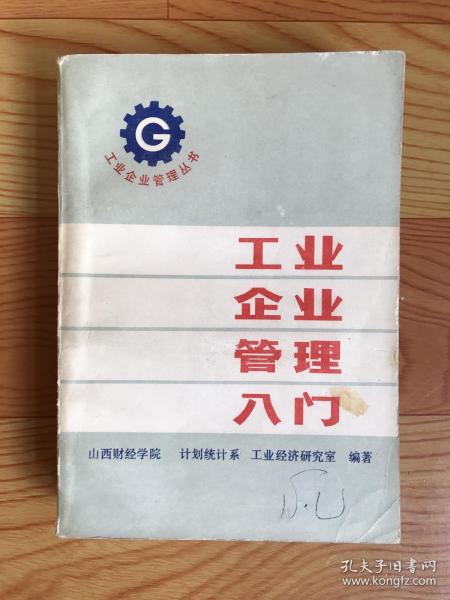 G
工业企业管理丛书
工业
企业
管理
入门
山西财经学院 计划统计系 工业经济研究室 编著
孔夫子旧书网
www.kongfz.com